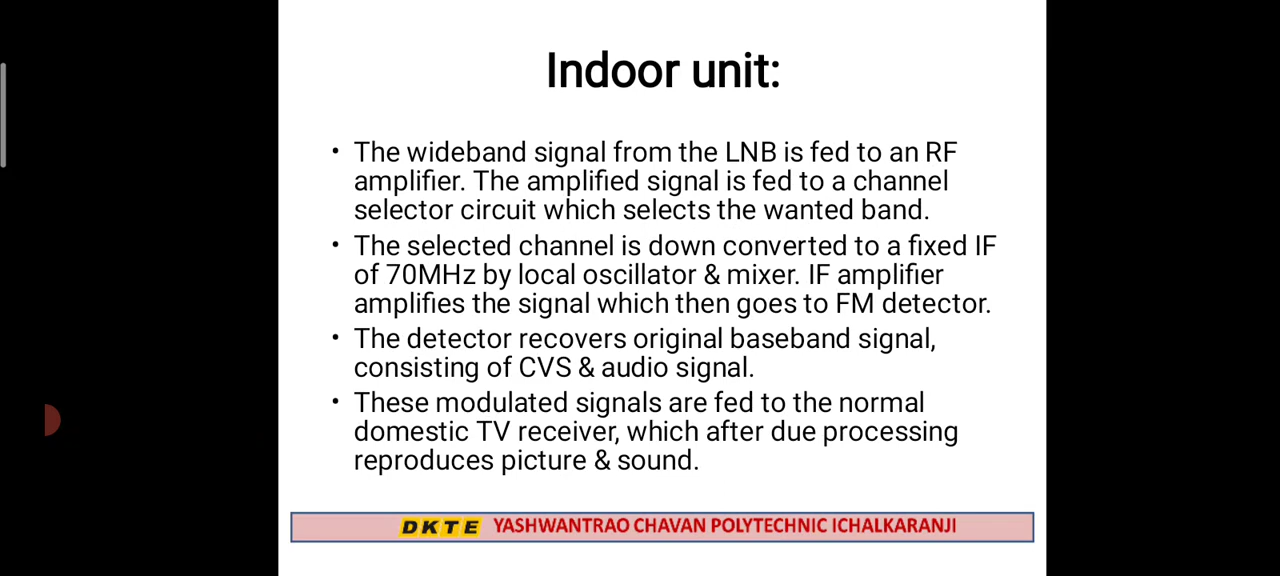 Indoor unit:
• The wideband signal from the LNB is fed to an RF
amplifier. The amplified signal is fed to a channel
selector circuit which selects the wanted band.
• The selected channel is down converted to a fixed IF
of 70MHz by local oscillator & mixer. IF amplifier
amplifies the signal which then goes to FM detector.
• The detector recovers original baseband signal,
consisting of CVS & audio signal.
• These modulated signals are fed to the normal
domestic TV receiver, which after due processing
reproduces picture & sound.
DKTE YASHWANTRAO CHAVAN POLYTECHNIC ICHALKARANJI